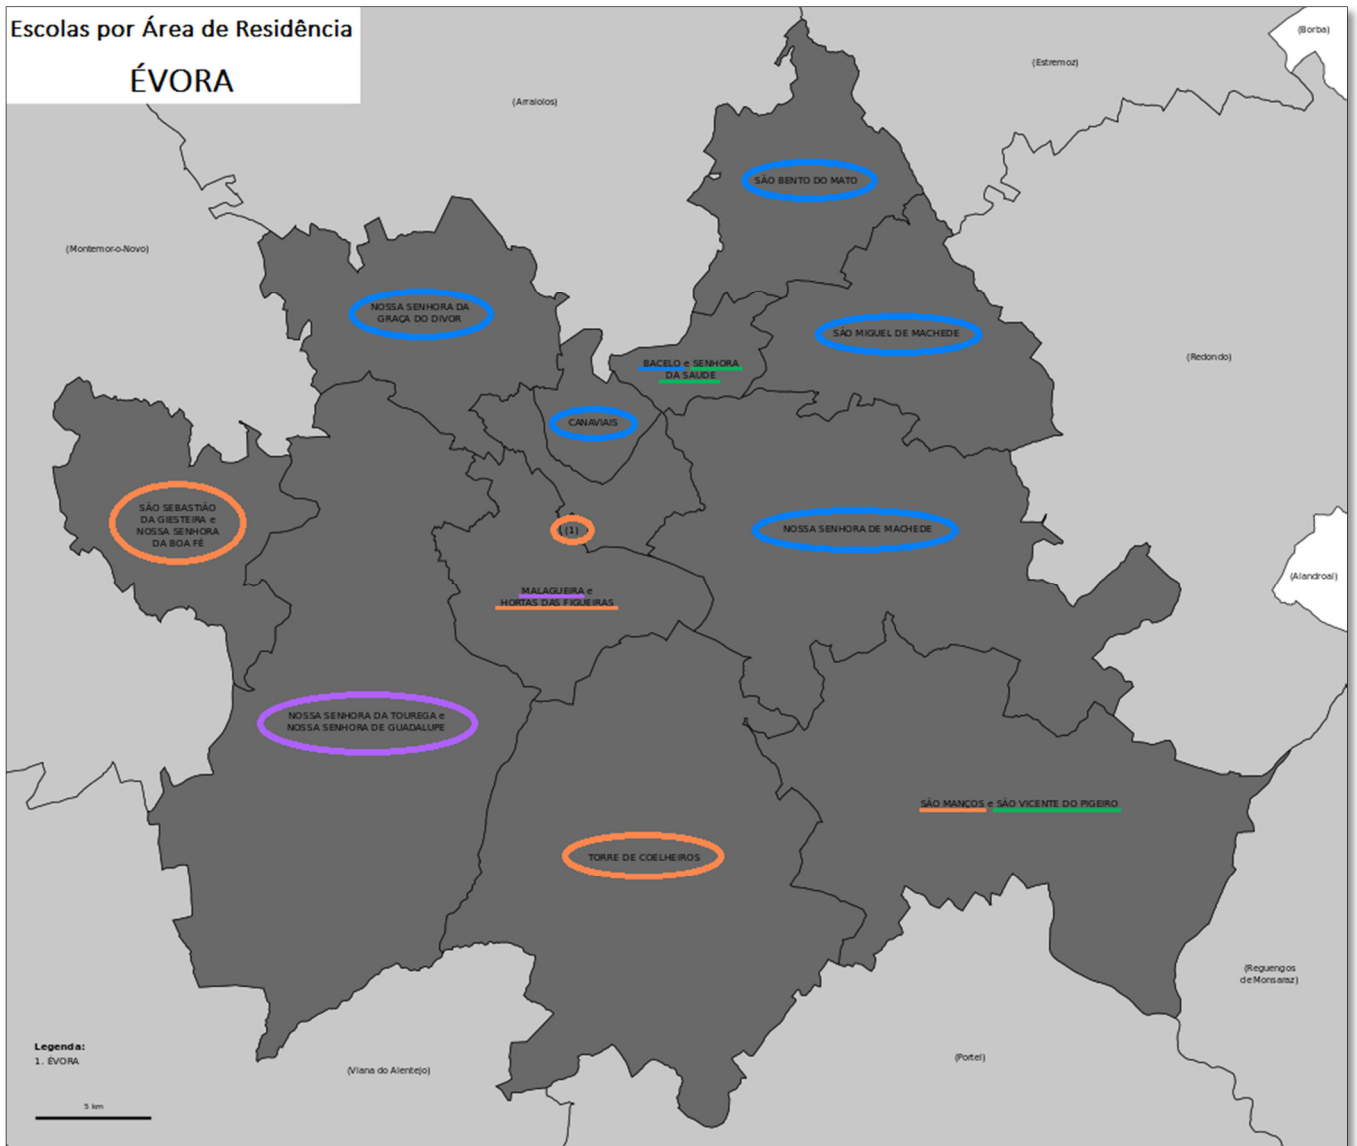 Escolas por Área de Residência
ÉVORA
(Borba)
(Estremoz)
(Arraiolos)
SÃO BENTO DO MATO
(Montemor-o-Novo)
NOSSA SENHORA DA
GRAÇA DO DIVOR
SÃO MIGUEL DE MACHEDE
(Redondo)
BACELO e SENHORA
DA SAÚDE
CANAVIAIS
SÃO SEBASTIÃO
DA GIESTEIRA e
NOSSA SENHORA
DA BOA FÉ
(1)
NOSSA SENHORA DE MACHEDE
(Alandroal)
MALAGUEIRA e
HORTAS DAS FIGUEIRAS
NOSSA SENHORA DA TOUREGA e
NOSSA SENHORA DE GUADALUPE
SÃO MANÇOS e SÃO VICENTE DO PIGEIRO
TORRE DE COELHEIROS
(Reguengos
de Monsaraz)
Legenda:
1. ÉVORA
(Viana do Alentejo)
(Portel)
5 km